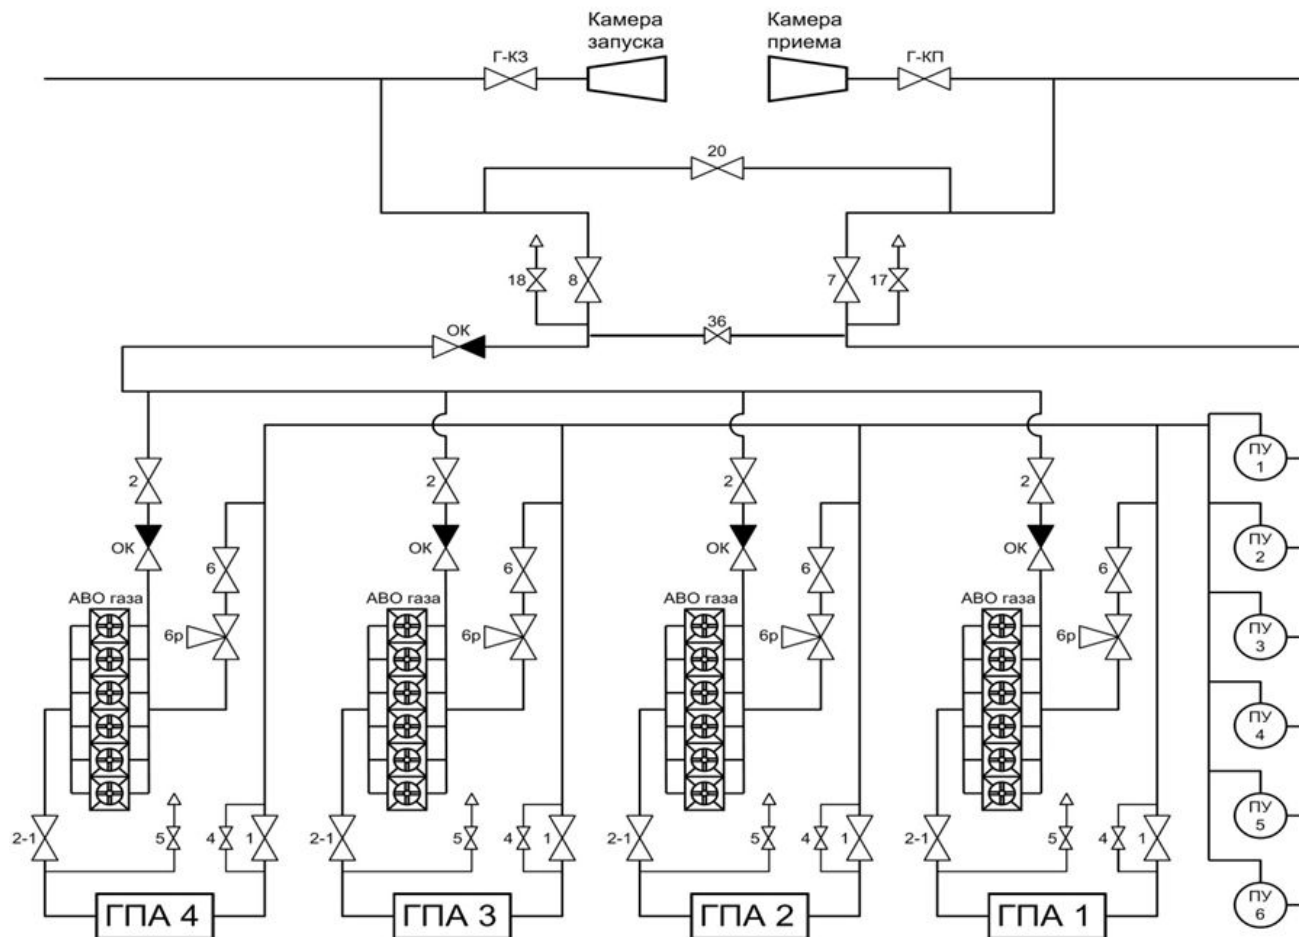 Камера
запуска
Камера
приема
Г-КЗ
Г-КП
20
18
8
7
17
36
ОК
2
2
2
2
ПУ
1
ОК
6
ОК
6
ОК
6
ОК
6
ПУ
2
АВО газа
АВО газа
АВО газа
АВО газа
6р
6р
6р
6р
ПУ
3
ПУ
4
2-1
5
4
1
2-1
5
4
1
2-1
5
4
1
2-1
5
4
1
ПУ
5
ГПА 4
ГПА 3
ГПА 2
ГПА 1
ПУ
6